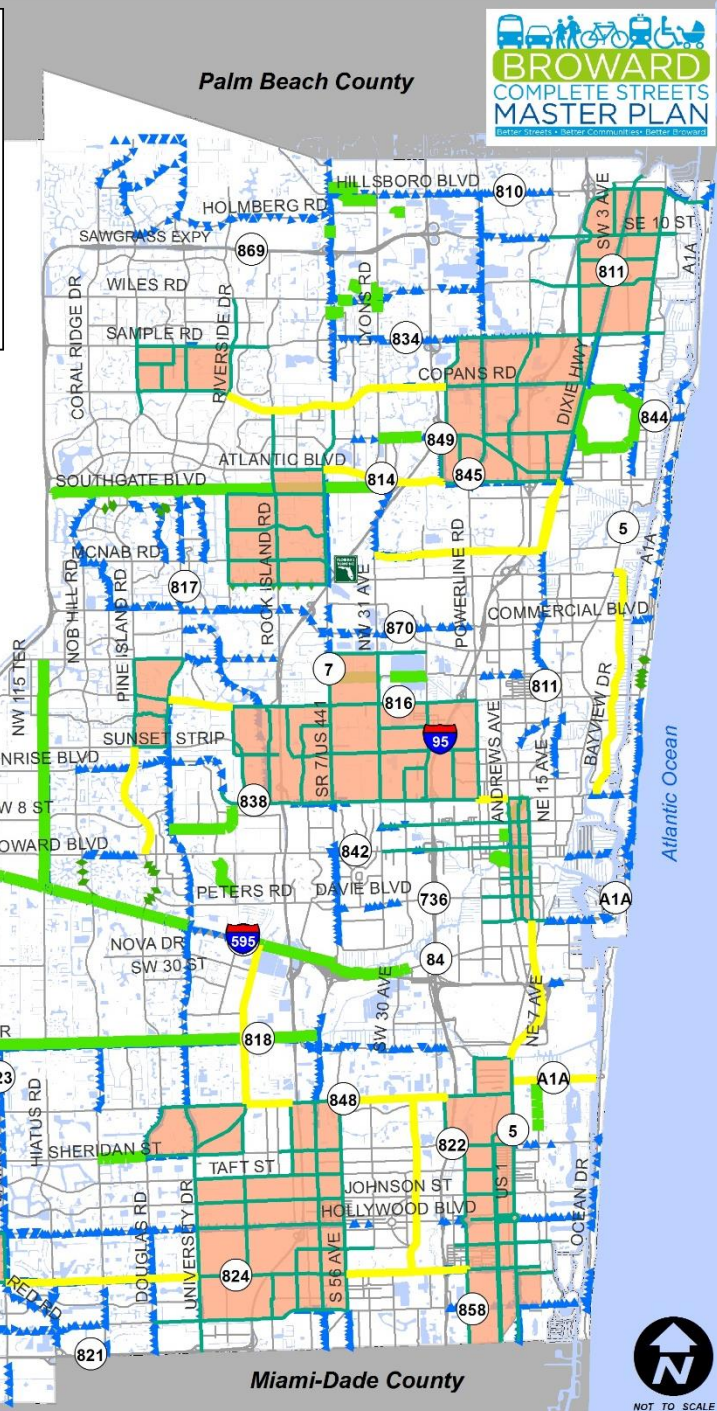 Palm Beach County
BROWARD
COMPLETE STREETS
MASTER PLAN
Better Streets • Better Communities • Better Broward
HILLSBORO BLVD
810
HOLMBERG RD
SW 3 AVE
SE 10 ST
SAWGRASS EXPY
869
A1A
811
WILES RD
LYONS RD
CORAL RIDGE DR
RIVERSIDE DR
SAMPLE RD
834
COPANS RD
DIXIE HWY
844
849
ATLANTIC BLVD
814
845
SOUTHGATE BLVD
5
A1A
MCNAB RD
ROCK ISLAND RD
POWERLINE RD
NOB HILL RD
PINE ISLAND RD
817
NW 31 AVE
COMMERCIAL BLVD
870
NW 115 TER
7
811
816
BAYVIEW DR
SUNSET STRIP
SR 7/US 441
95
ANDREWS AVE
NE 15 AVE
NRISE BLVD
Atlantic Ocean
838
W 8 ST
OWARD BLVD
842
PETERS RD
DAVIE BLVD
736
A1A
NOVA DR
595
SW 30 ST
84
SW 30 AVE
NE 7 AVE
R
818
23
A1A
848
HIATUS RD
5
822
SHERIDAN ST
TAFT ST
US 1
JOHNSON ST
HOLLYWOOD BLVD
OCEAN DR
DOUGLAS RD
UNIVERSITY DR
S 56 AVE
824
RED RD
858
821
Miami-Dade County
N
NOT TO SCALE